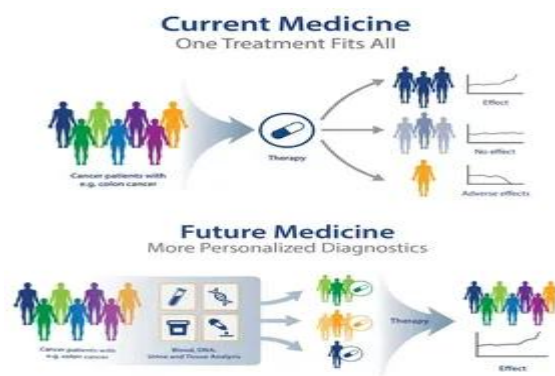 Current Medicine
One Treatment Fits All
Effect
Therapy
No effect
Cancer patients with
e.g. colon cancer
Adverse effects
Future Medicine
More Personalized Diagnostics
Therapy
Cancer patients with
e.g. colon cancer
Blood, DNA,
Urine and Tissue Analysis
Effect